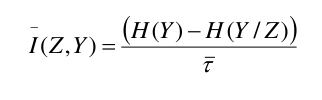 Ī(Z,Y) = (H(Y) − H(Y/Z)) / τ̄